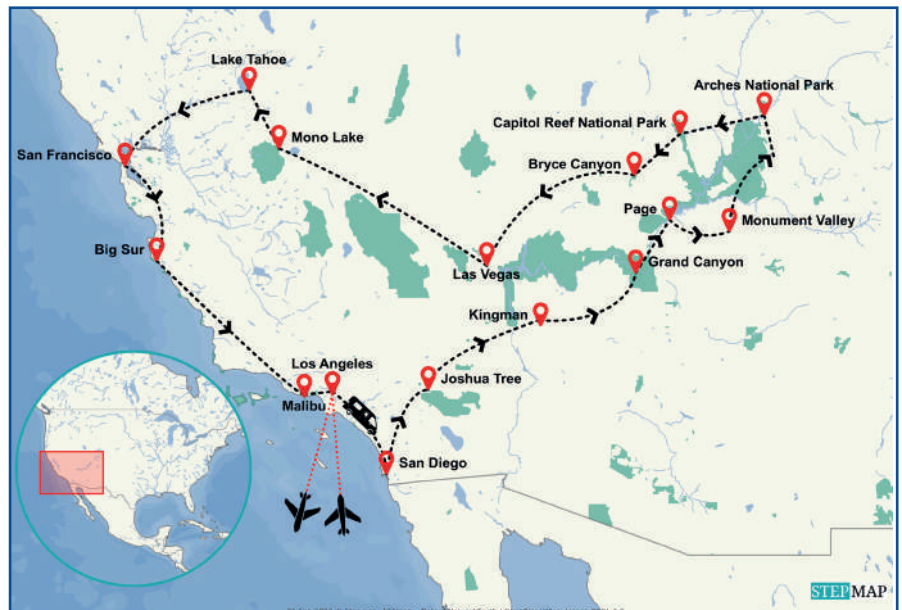 Lake Tahoe
Arches National Park
Capitol Reef National Park
Mono Lake
San Francisco
Bryce Canyon
Page
Monument Valley
Big Sur
Las Vegas
Grand Canyon
Kingman
Los Angeles
Joshua Tree
Malibu
San Diego
STEPMAP